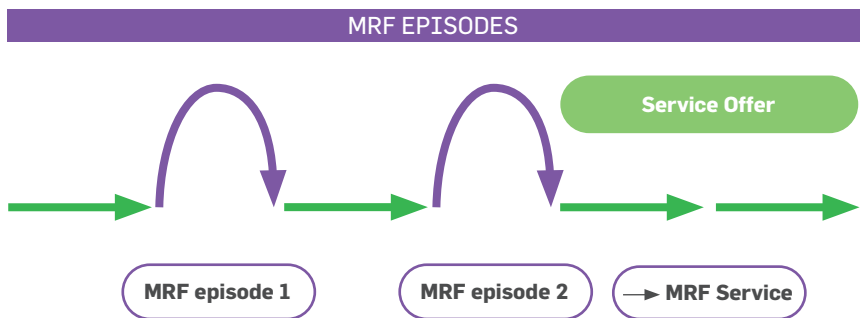 MRF EPISODES
Service Offer
MRF episode 1
MRF episode 2
MRF Service